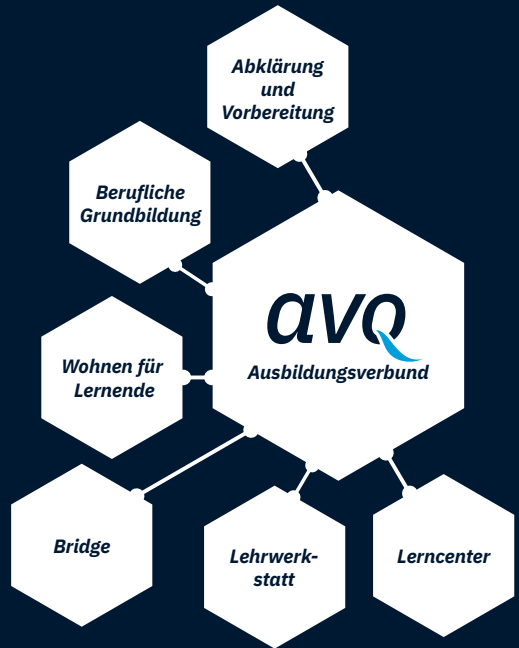 Abklärung
und
Vorbereitung
Berufliche
Grundbildung
avq
Ausbildungsverbund
Wohnen für
Lernende
Bridge
Lehrwerk-
statt
Lerncenter